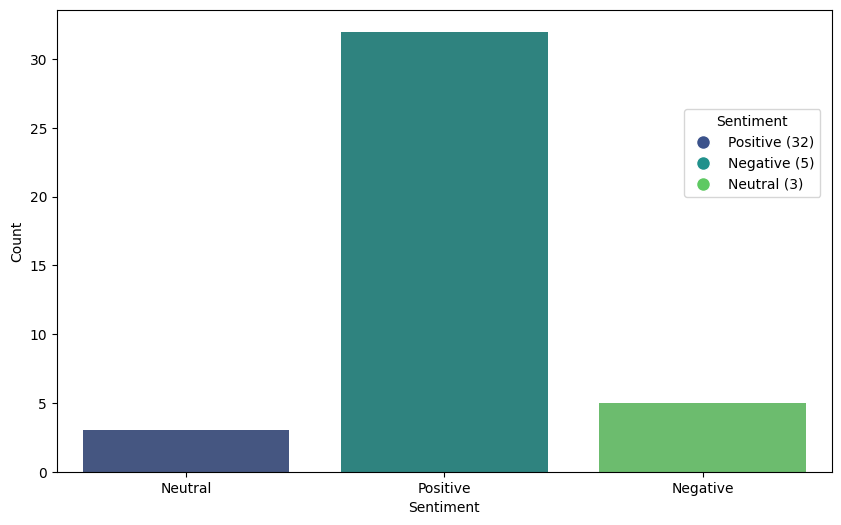 30
25
20
15
10
5
0
Count
Sentiment
Positive (32)
Negative (5)
Neutral (3)
Neutral
Positive
Negative
Sentiment